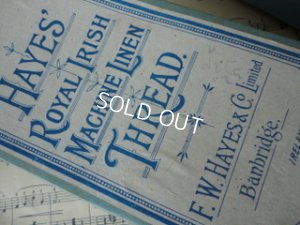 HAYES'
ROYAL IRISH
MACHINE LINEN
THREAD.
F. W. HAYES & Co. Limited
Banbridge,
SOLD OUT